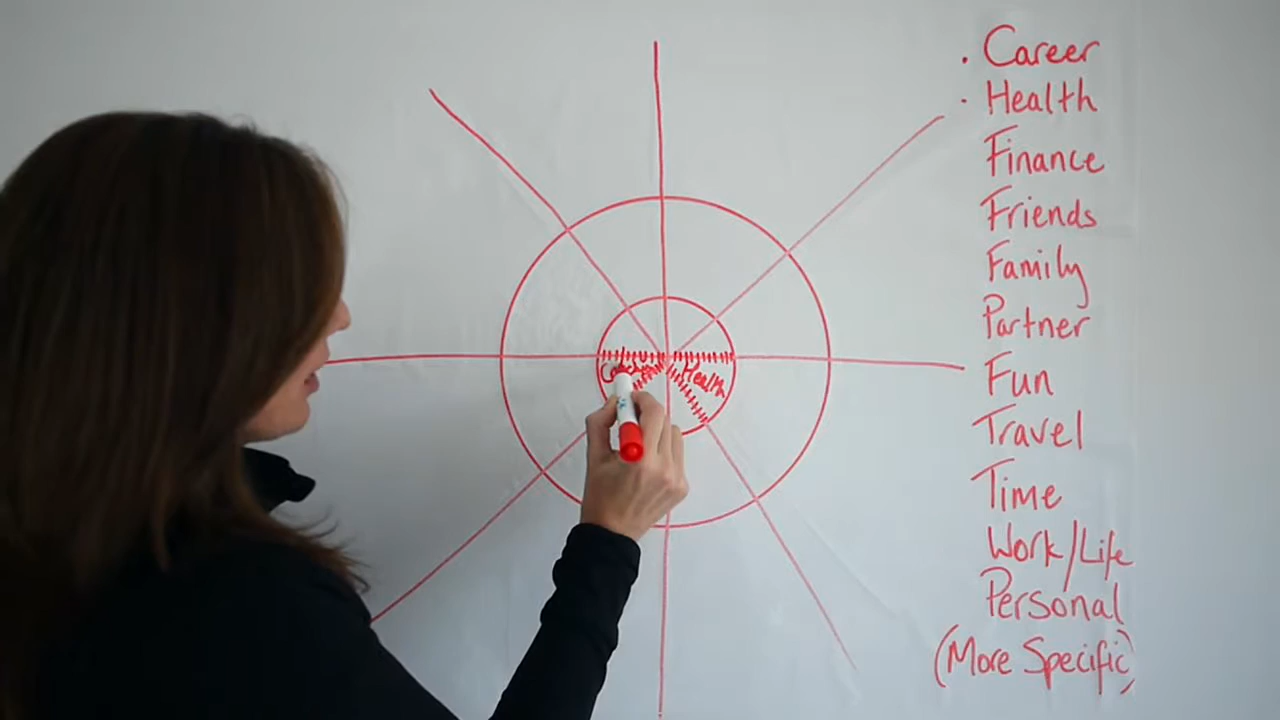 · Career
· Health
Finance
Friends
Family
Partner
Fun
Travel
Time
Work/Life
Personal
(More Specific)
Health